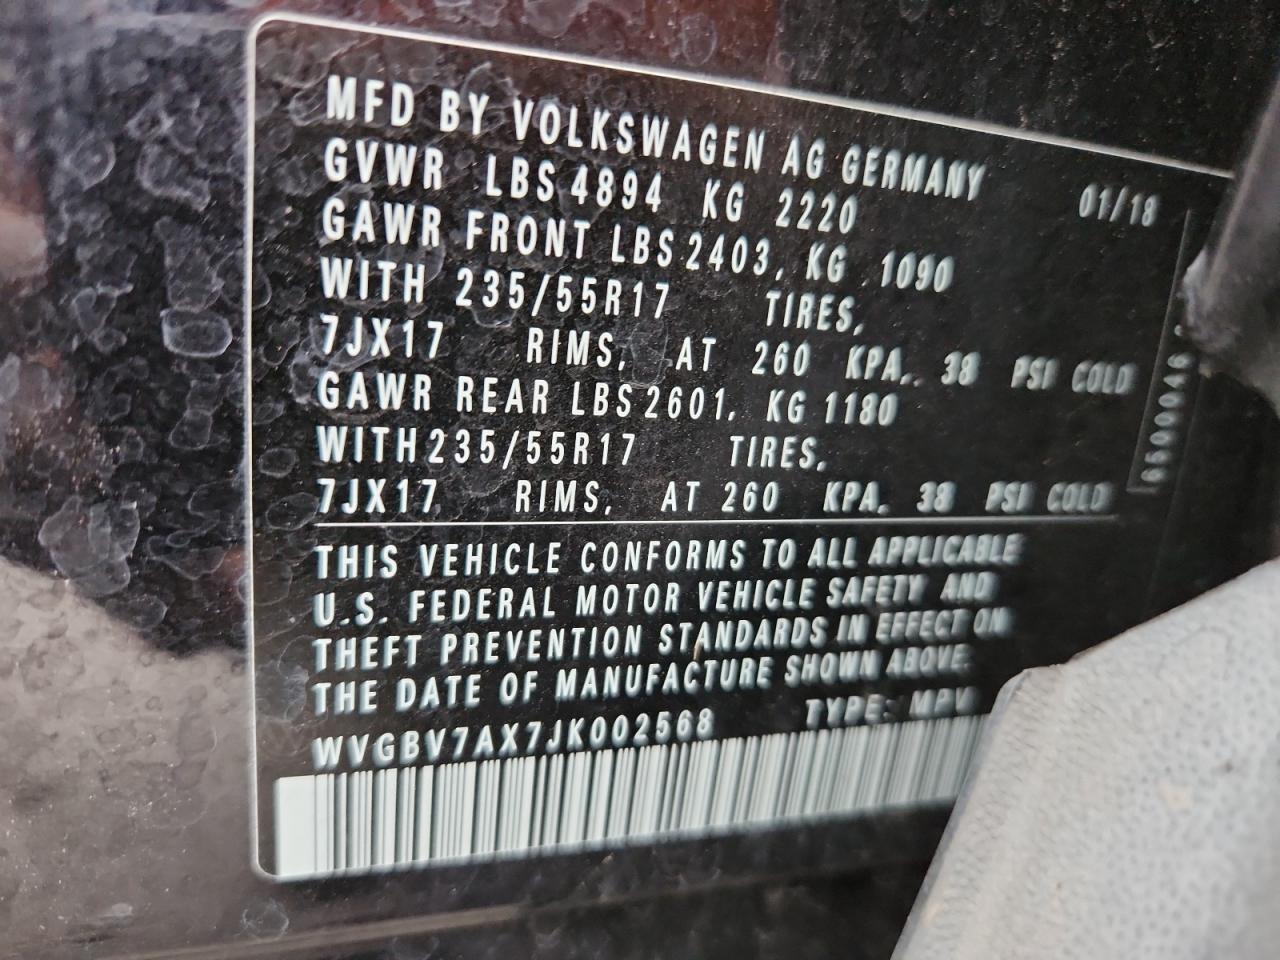 MFD BY VOLKSWAGEN AG GERMANY 01/18
GVWR LBS 4894 KG 2220
GAWR FRONT LBS 2403, KG 1090
WITH 235/55R17 TIRES,
7JX17 RIMS, AT 260 KPA, 38 PSI COLD
GAWR REAR LBS 2601, KG 1180
WITH 235/55R17 TIRES,
7JX17 RIMS, AT 260 KPA, 38 PSI COLD
THIS VEHICLE CONFORMS TO ALL APPLICABLE
U.S. FEDERAL MOTOR VEHICLE SAFETY AND
THEFT PREVENTION STANDARDS IN EFFECT ON
THE DATE OF MANUFACTURE SHOWN ABOVE.
WVGBV7AX7JK002568 TYPE: MPV